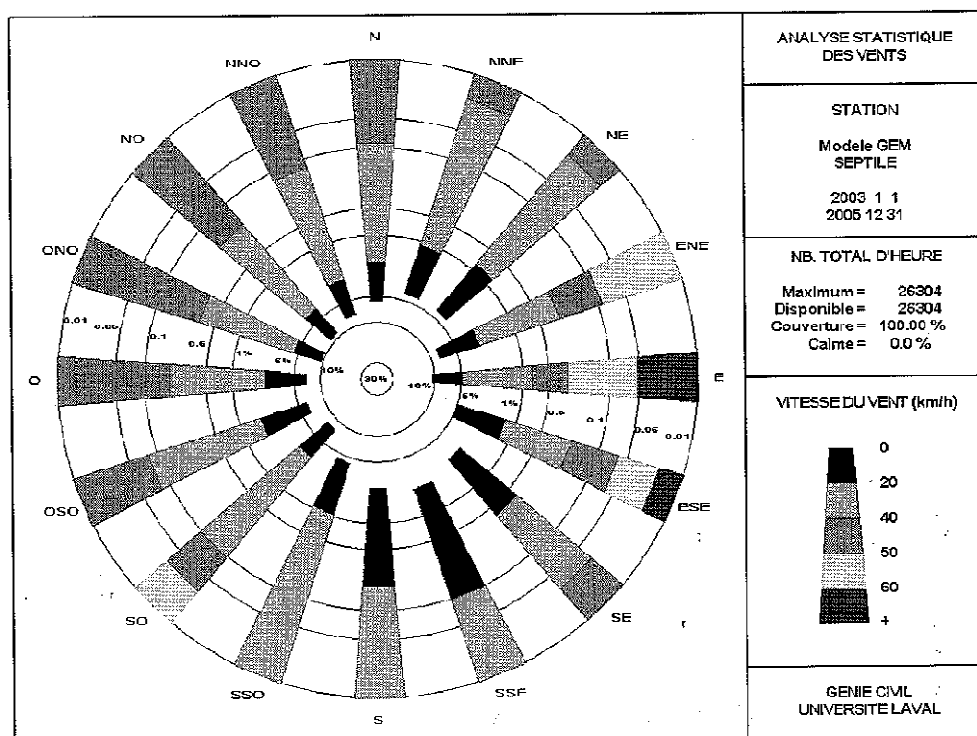 N
NNO
NNE
NO
NE
ONO
ENE
0.01 0.05 0.1 0.5 1% 5% 10% 30% 10% 5% 1% 0.5 0.1 0.05 0.01
O
E
OSO
ESE
SO
SE
SSO
SSE
S
ANALYSE STATISTIQUE
DES VENTS
STATION
Modele GEM
SEPTILE
2003 1 1
2005 12 31
NB. TOTAL D'HEURE
Maximum = 26304
Disponible = 26304
Couverture = 100.00 %
Calme = 0.0 %
VITESSE DU VENT (km/h)
0
20
40
50
60
+
GENIE CIVIL
UNIVERSITE LAVAL